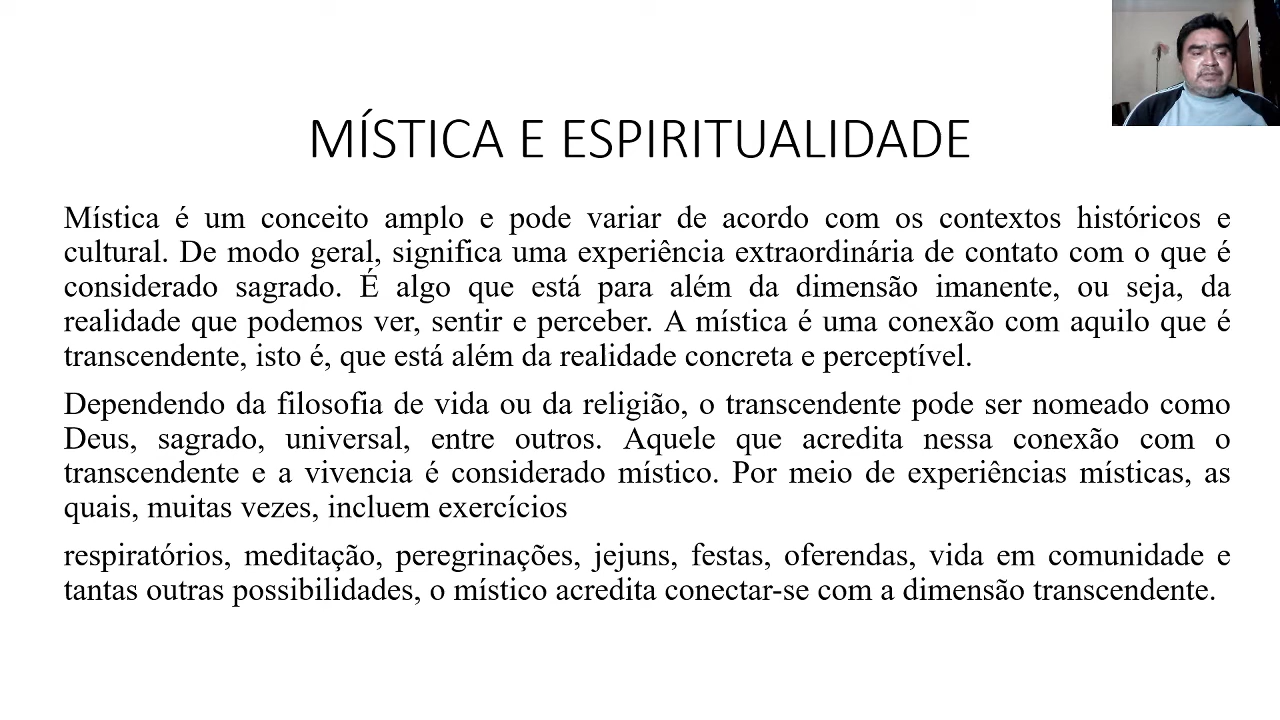 MÍSTICA E ESPIRITUALIDADE
Mística é um conceito amplo e pode variar de acordo com os contextos históricos e
cultural. De modo geral, significa uma experiência extraordinária de contato com o que é
considerado sagrado. É algo que está para além da dimensão imanente, ou seja, da
realidade que podemos ver, sentir e perceber. A mística é uma conexão com aquilo que é
transcendente, isto é, que está além da realidade concreta e perceptível.
Dependendo da filosofia de vida ou da religião, o transcendente pode ser nomeado como
Deus, sagrado, universal, entre outros. Aquele que acredita nessa conexão com o
transcendente e a vivencia é considerado místico. Por meio de experiências místicas, as
quais, muitas vezes, incluem exercícios
respiratórios, meditação, peregrinações, jejuns, festas, oferendas, vida em comunidade e
tantas outras possibilidades, o místico acredita conectar-se com a dimensão transcendente.